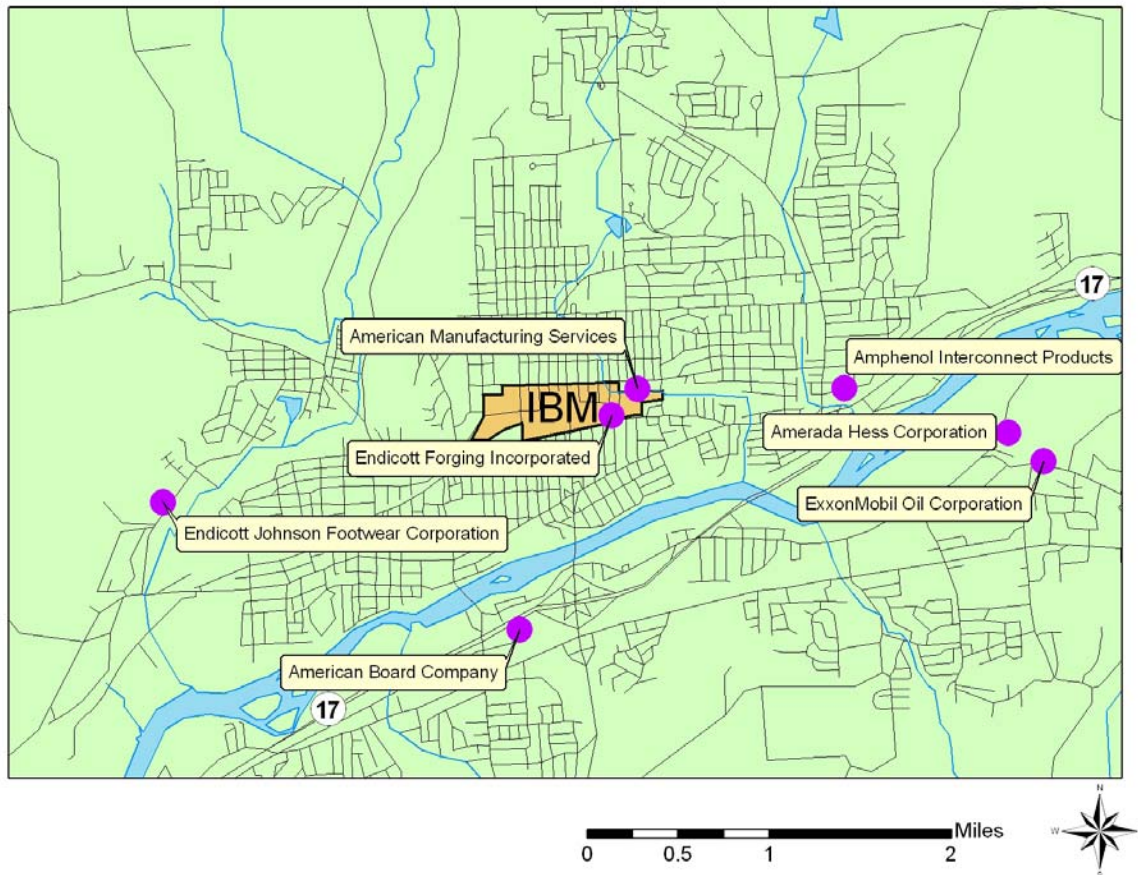 17
American Manufacturing Services
Amphenol Interconnect Products
IBM
Amerada Hess Corporation
Endicott Forging Incorporated
ExxonMobil Oil Corporation
Endicott Johnson Footwear Corporation
American Board Company
17
N
W
Miles
0 0.5 1 2